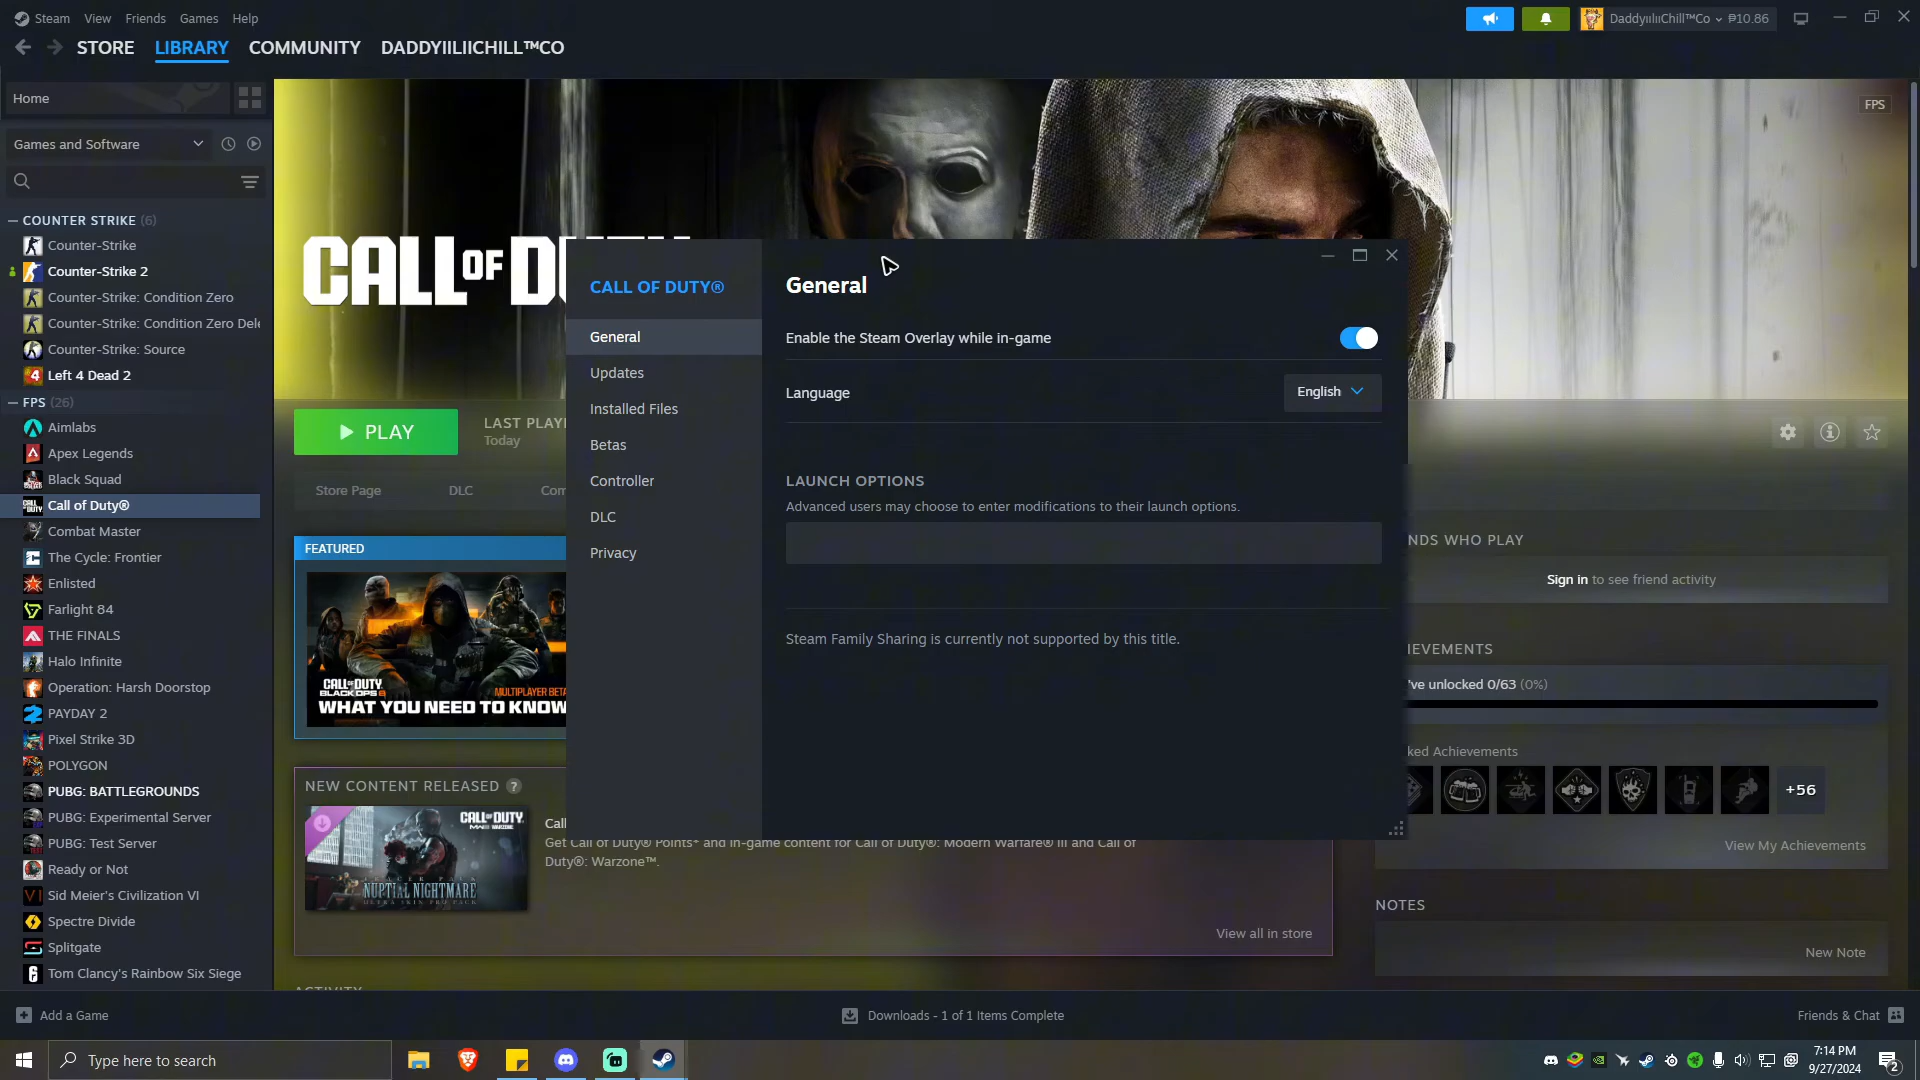 Steam View Friends Games Help
DaddyııliıChill™Co ₱10.86
STORE LIBRARY COMMUNITY DADDYIILIICHILL™CO
Home
FPS
Games and Software
COUNTER STRIKE (6)
Counter-Strike
Counter-Strike 2
Counter-Strike: Condition Zero
Counter-Strike: Condition Zero Dele
Counter-Strike: Source
Left 4 Dead 2
FPS (26)
Aimlabs
Apex Legends
Black Squad
Call of Duty®
Combat Master
The Cycle: Frontier
Enlisted
Farlight 84
THE FINALS
Halo Infinite
Operation: Harsh Doorstop
PAYDAY 2
Pixel Strike 3D
POLYGON
PUBG: BATTLEGROUNDS
PUBG: Experimental Server
PUBG: Test Server
Ready or Not
Sid Meier's Civilization VI
Spectre Divide
Splitgate
Tom Clancy's Rainbow Six Siege
CALL OF DUTY
PLAY
LAST PLAYE
Today
Store Page DLC Com
FEATURED
CALL OF DUTY
BLACK OPS 6
MULTIPLAYER BETA
WHAT YOU NEED TO KNOW
NEW CONTENT RELEASED ?
CALL OF DUTY
NUPTIAL NIGHTMARE
Call
Get Call of Duty® Points* and in-game content for Call of Duty®: Modern Warfare® III and Call of
Duty®: Warzone™.
View all in store
ACTIVITY
CALL OF DUTY®
General
Updates
Installed Files
Betas
Controller
DLC
Privacy
General
Enable the Steam Overlay while in-game
Language English
LAUNCH OPTIONS
Advanced users may choose to enter modifications to their launch options.
Steam Family Sharing is currently not supported by this title.
NDS WHO PLAY
Sign in to see friend activity
IEVEMENTS
've unlocked 0/63 (0%)
ked Achievements
+56
View My Achievements
NOTES
New Note
Add a Game
Downloads - 1 of 1 Items Complete
Friends & Chat
Type here to search
7:14 PM
9/27/2024
2